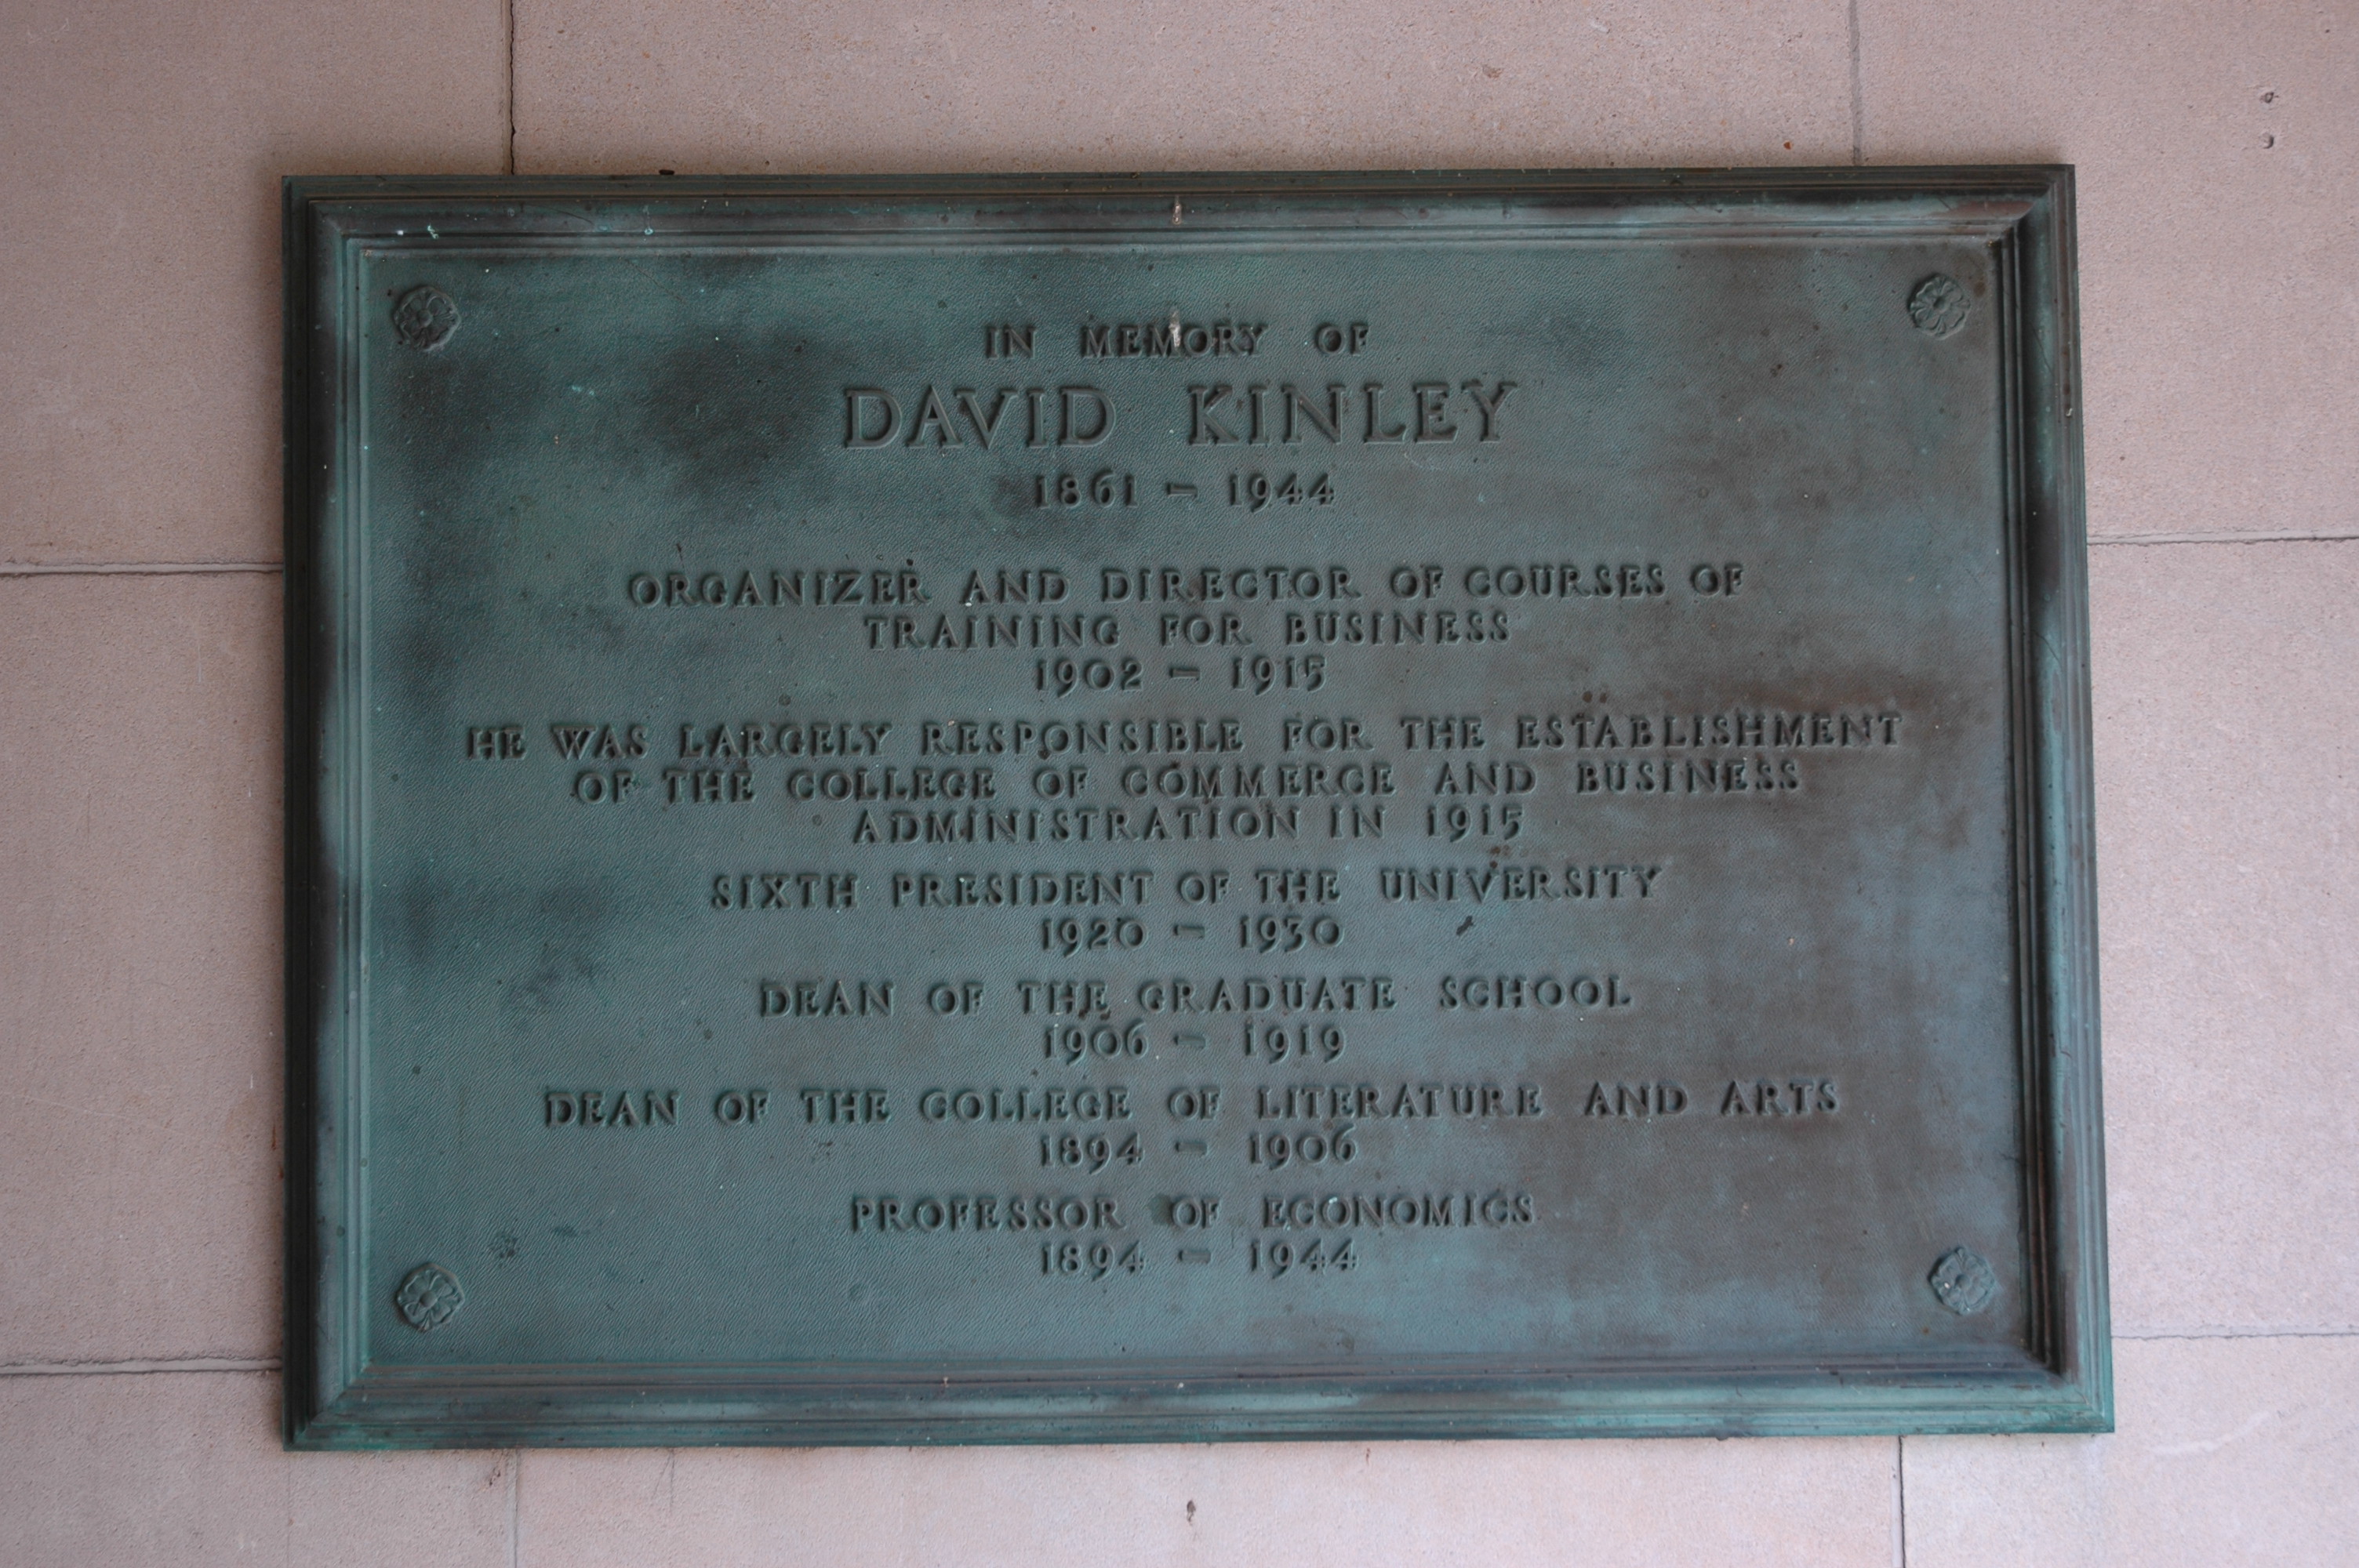 IN MEMORY OF
DAVID KINLEY
1861 - 1944
ORGANIZER AND DIRECTOR OF COURSES OF
TRAINING FOR BUSINESS
1902 - 1915
HE WAS LARGELY RESPONSIBLE FOR THE ESTABLISHMENT
OF THE COLLEGE OF COMMERCE AND BUSINESS
ADMINISTRATION IN 1915
SIXTH PRESIDENT OF THE UNIVERSITY
1920 - 1930
DEAN OF THE GRADUATE SCHOOL
1906 - 1919
DEAN OF THE COLLEGE OF LITERATURE AND ARTS
1894 - 1906
PROFESSOR OF ECONOMICS
1894 - 1944